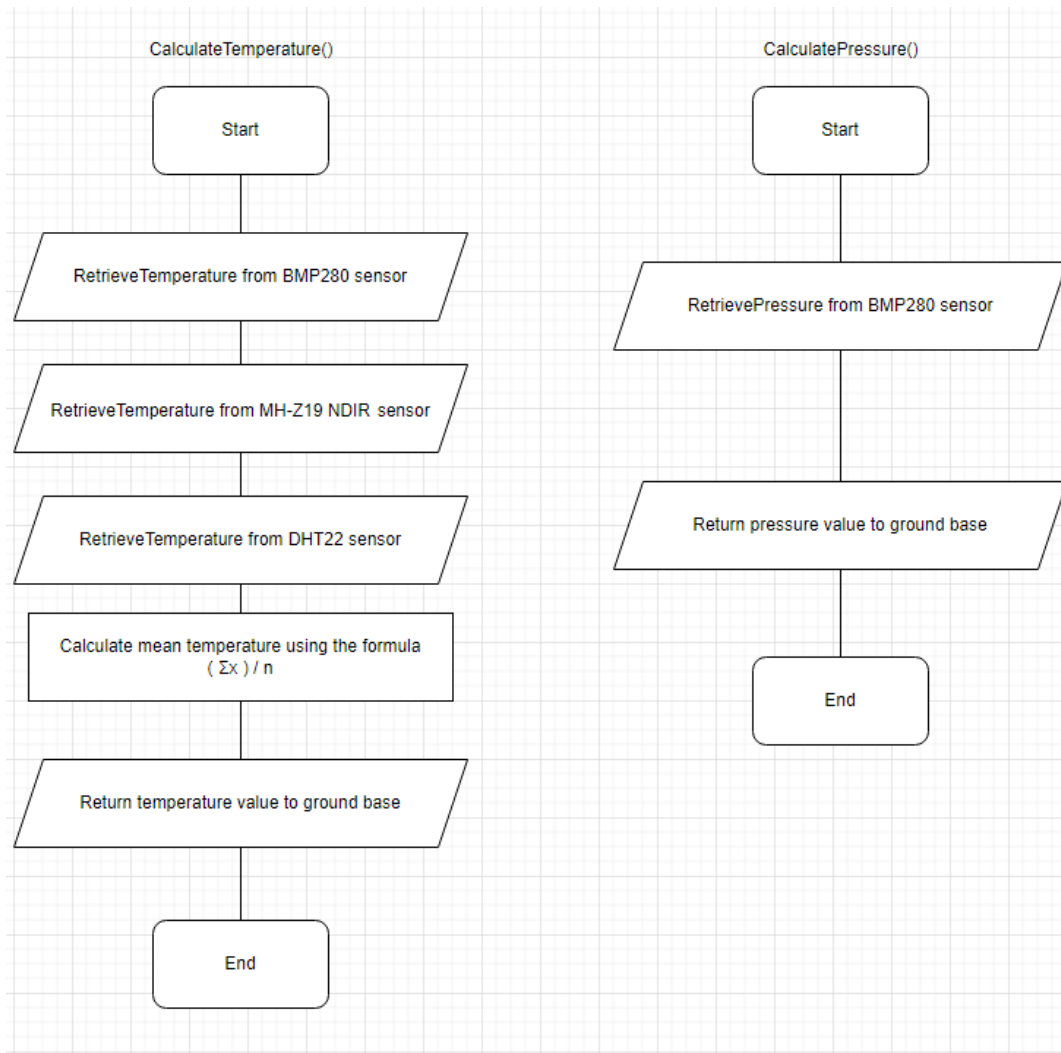 CalculateTemperature()
Start
RetrieveTemperature from BMP280 sensor
RetrieveTemperature from MH-Z19 NDIR sensor
RetrieveTemperature from DHT22 sensor
Calculate mean temperature using the formula
( Σx ) / n
Return temperature value to ground base
End
CalculatePressure()
Start
RetrievePressure from BMP280 sensor
Return pressure value to ground base
End